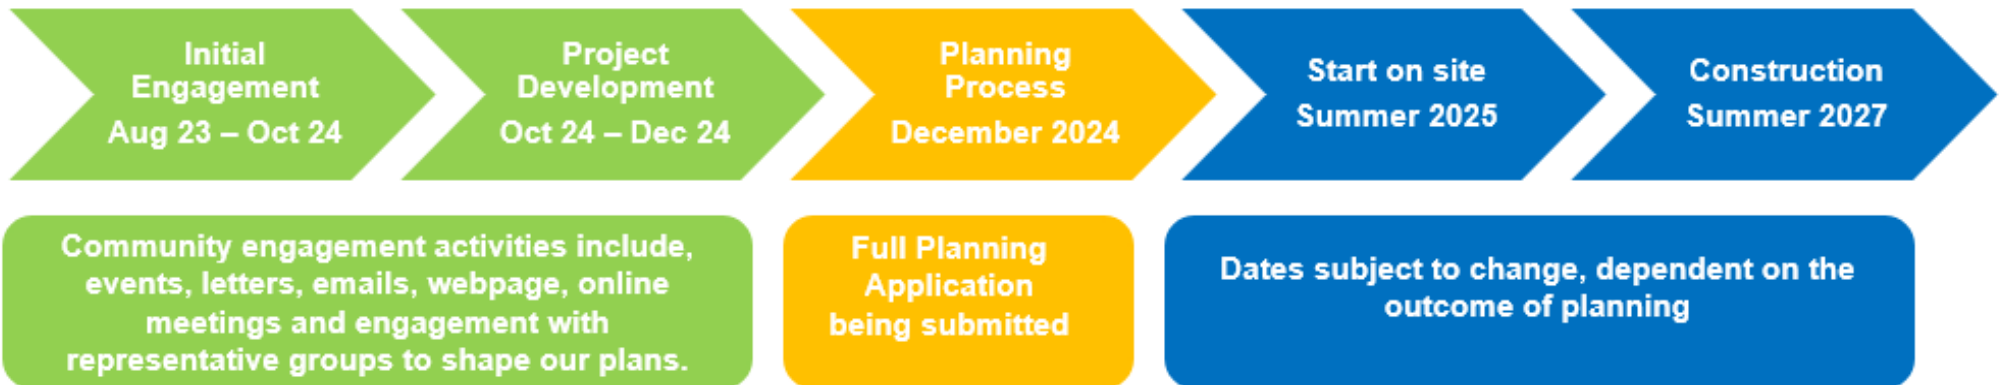 Initial
Engagement
Aug 23 – Oct 24
Project
Development
Oct 24 – Dec 24
Planning
Process
December 2024
Start on site
Summer 2025
Construction
Summer 2027
Community engagement activities include,
events, letters, emails, webpage, online
meetings and engagement with
representative groups to shape our plans.
Full Planning
Application
being submitted
Dates subject to change, dependent on the
outcome of planning